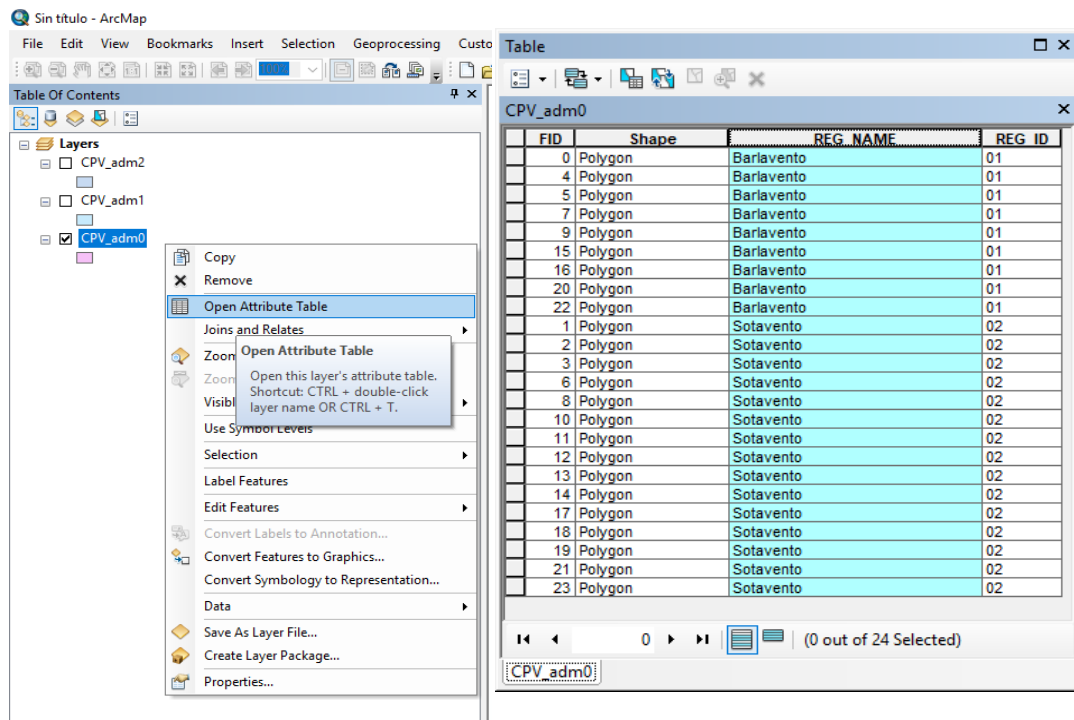 Sin título - ArcMap
File Edit View Bookmarks Insert Selection Geoprocessing Custo
100%
Table Of Contents
Layers
CPV_adm2
CPV_adm1
CPV_adm0
Copy
Remove
Open Attribute Table
Joins and Relates
Zoom
Zoom
Visibl
Use Symbol Levels
Selection
Label Features
Edit Features
Convert Labels to Annotation...
Convert Features to Graphics...
Convert Symbology to Representation...
Data
Save As Layer File...
Create Layer Package...
Properties...
Open Attribute Table
Open this layer's attribute table.
Shortcut: CTRL + double-click
layer name OR CTRL + T.
Table
CPV_adm0
FID Shape REG_NAME REG_ID
0 Polygon Barlavento 01
4 Polygon Barlavento 01
5 Polygon Barlavento 01
7 Polygon Barlavento 01
9 Polygon Barlavento 01
15 Polygon Barlavento 01
16 Polygon Barlavento 01
20 Polygon Barlavento 01
22 Polygon Barlavento 01
1 Polygon Sotavento 02
2 Polygon Sotavento 02
3 Polygon Sotavento 02
6 Polygon Sotavento 02
8 Polygon Sotavento 02
10 Polygon Sotavento 02
11 Polygon Sotavento 02
12 Polygon Sotavento 02
13 Polygon Sotavento 02
14 Polygon Sotavento 02
17 Polygon Sotavento 02
18 Polygon Sotavento 02
19 Polygon Sotavento 02
21 Polygon Sotavento 02
23 Polygon Sotavento 02
0 (0 out of 24 Selected)
CPV_adm0